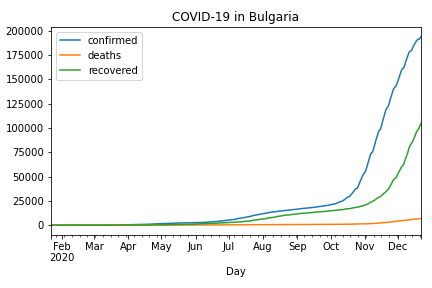 COVID-19 in Bulgaria
confirmed
deaths
recovered
200000
175000
150000
125000
100000
75000
50000
25000
0
Feb Mar Apr May Jun Jul Aug Sep Oct Nov Dec
2020
Day